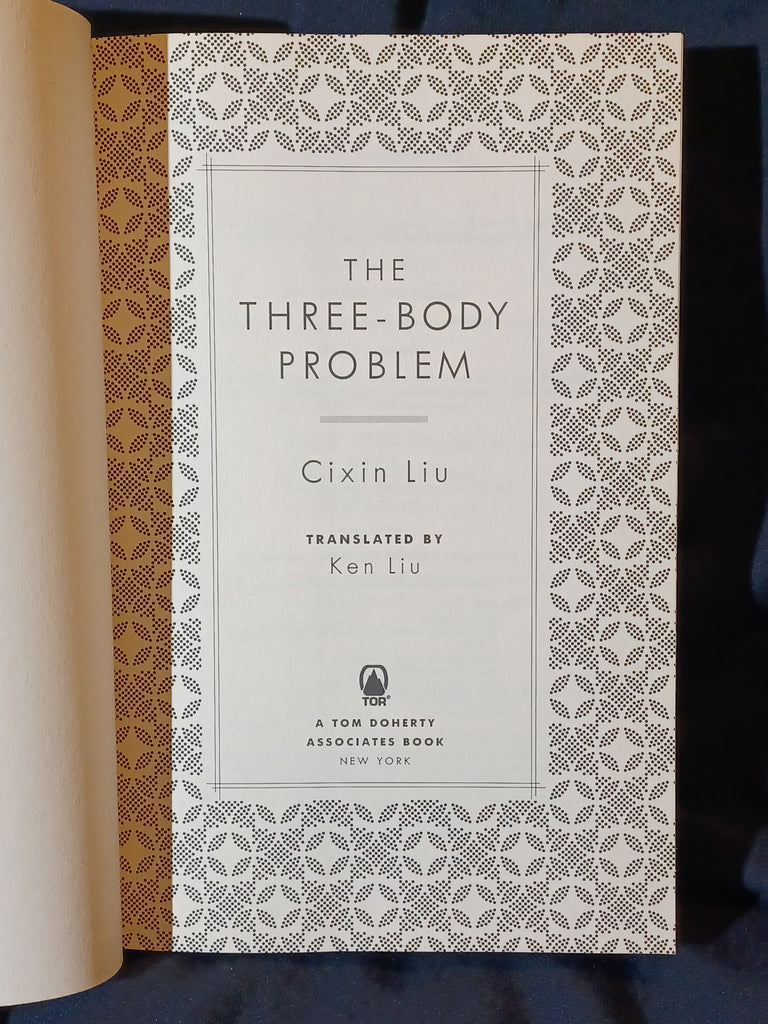 THE
THREE-BODY
PROBLEM
Cixin Liu
TRANSLATED BY
Ken Liu
TOR®
A TOM DOHERTY
ASSOCIATES BOOK
NEW YORK